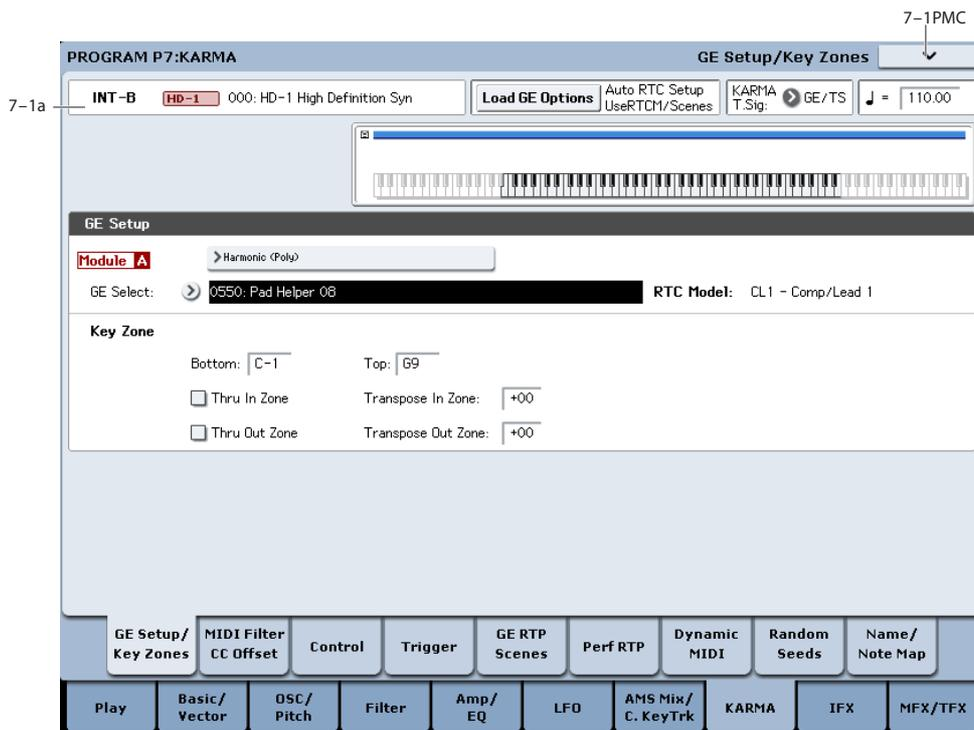 7–1PMC
PROGRAM P7:KARMA GE Setup/Key Zones
7–1a
INT-B HD-1 000: HD-1 High Definition Syn Load GE Options Auto RTC Setup KARMA GE/TS ♩ = 110.00
UseRTCM/Scenes T.Sig:
GE Setup
Module A Harmonic (Poly)
GE Select: 0550: Pad Helper 08 RTC Model: CL1 - Comp/Lead 1
Key Zone
Bottom: C-1 Top: G9
Thru In Zone Transpose In Zone: +00
Thru Out Zone Transpose Out Zone: +00
GE Setup/ MIDI Filter Control Trigger GE RTP Perf RTP Dynamic Random Name/
Key Zones CC Offset Scenes MIDI Seeds Note Map
Play Basic/ OSC/ Filter Amp/ LFO AMS Mix/ KARMA IFX MFX/TFX
Vector Pitch EQ C. KeyTrk